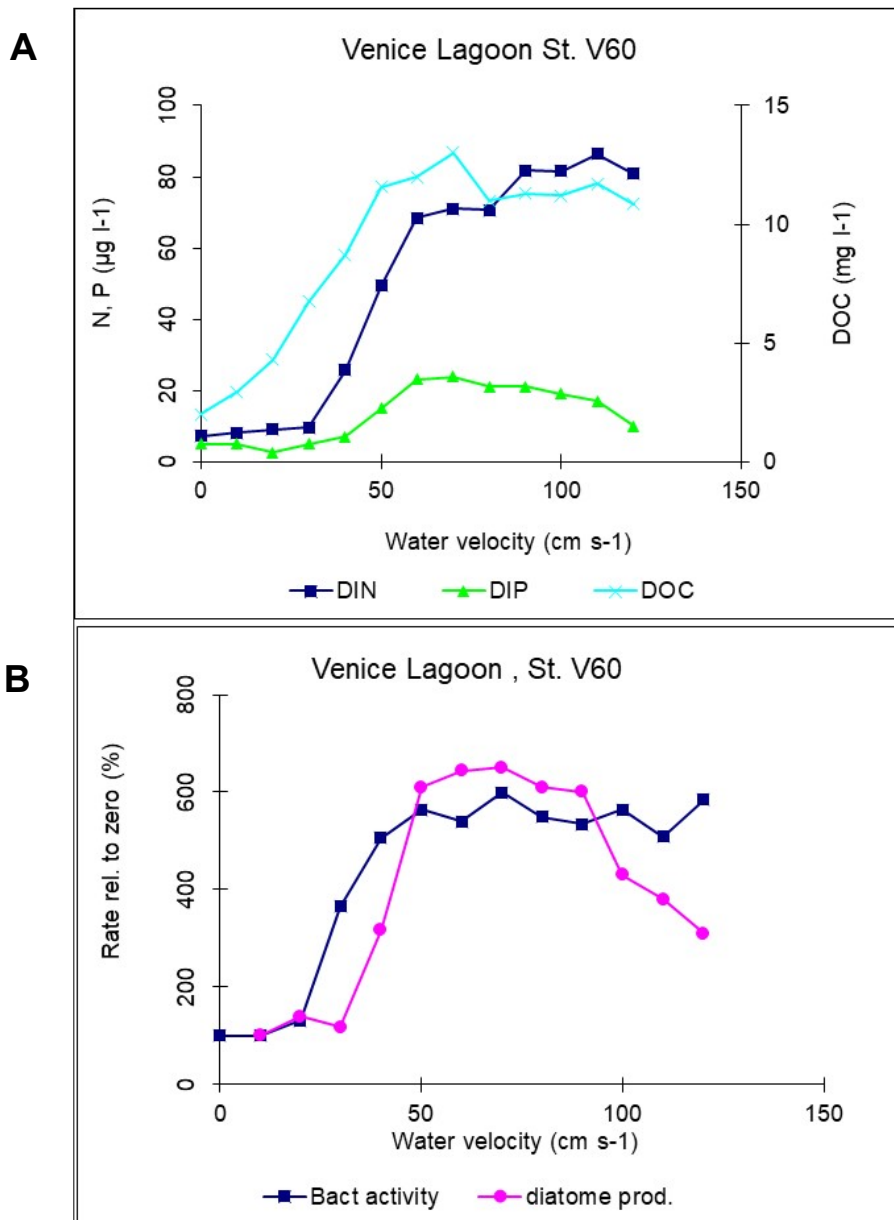 A
Venice Lagoon St. V60
100
80
60
40
20
0
N, P (µg l-1)
15
10
5
0
DOC (mg l-1)
0 50 100 150
Water velocity (cm s-1)
DIN DIP DOC
B
Venice Lagoon , St. V60
800
600
400
200
0
Rate rel. to zero (%)
0 50 100 150
Water velocity (cm s-1)
Bact activity diatome prod.